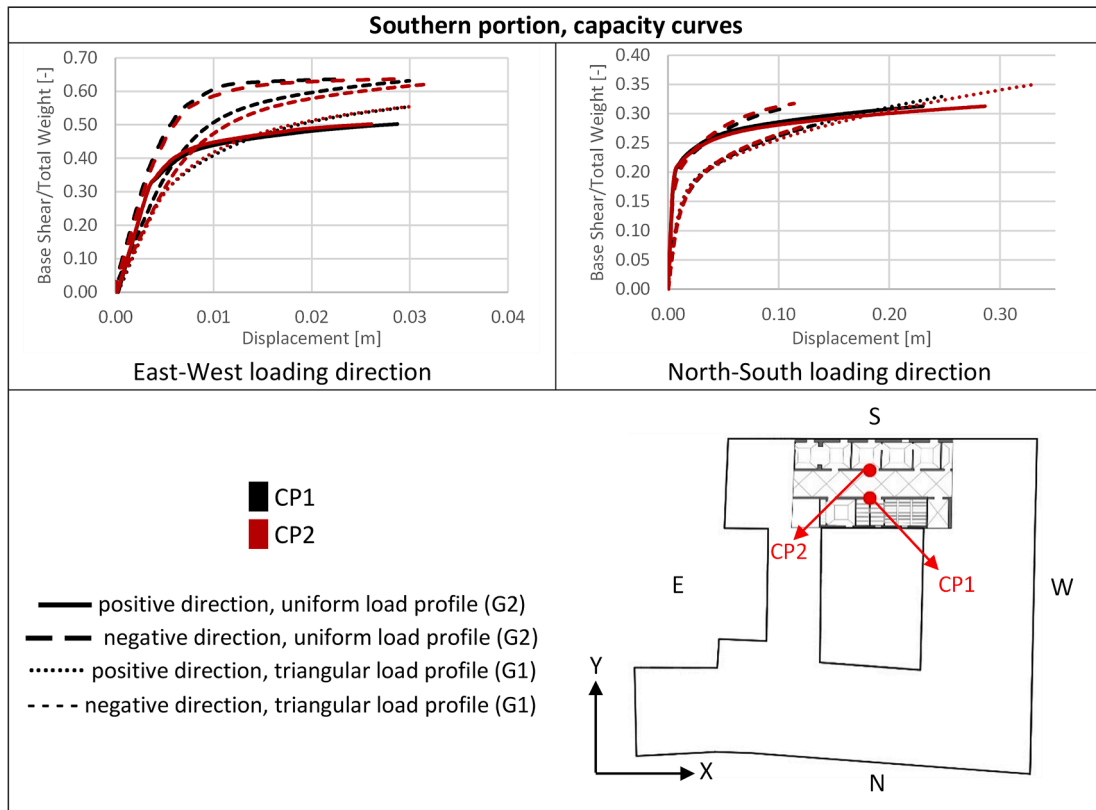 Southern portion, capacity curves
Base Shear/Total Weight [-]
0.70
0.60
0.50
0.40
0.30
0.20
0.10
0.00
0.00 0.01 0.02 0.03 0.04
Displacement [m]
East-West loading direction
Base Shear/Total Weight [-]
0.40
0.35
0.30
0.25
0.20
0.15
0.10
0.05
0.00
0.00 0.10 0.20 0.30
Displacement [m]
North-South loading direction
CP1
CP2
positive direction, uniform load profile (G2)
negative direction, uniform load profile (G2)
positive direction, triangular load profile (G1)
negative direction, triangular load profile (G1)
S
CP2
CP1
E
W
Y
X
N